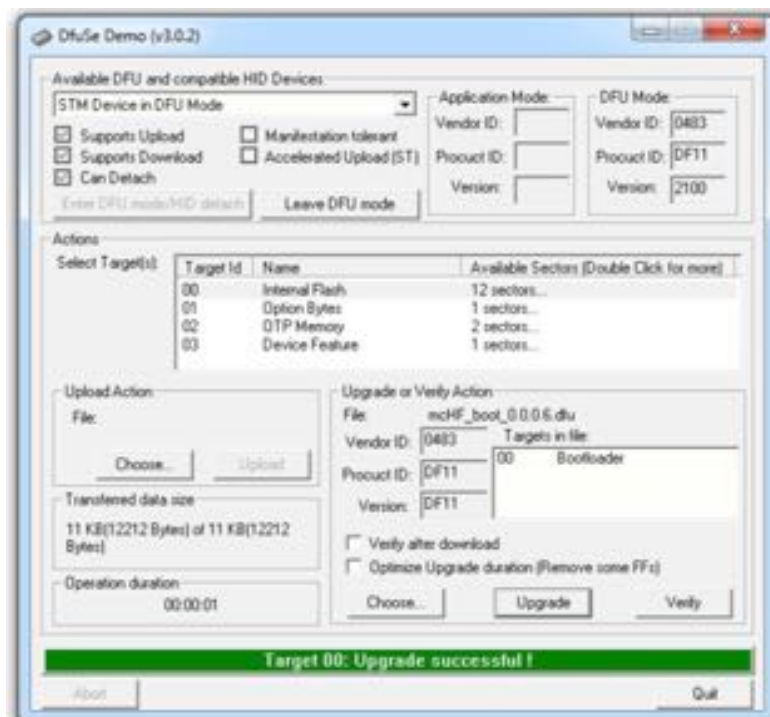 DfuSe Demo (v3.0.2)
Available DFU and compatible HID Devices
STM Device in DFU Mode
Supports Upload
Manifestation tolerant
Supports Download
Accelerated Upload (ST)
Can Detach
Enter DFU mode/HID detach
Leave DFU mode
Application Mode:
Vendor ID:
Procuct ID:
Version:
DFU Mode:
Vendor ID: 0483
Procuct ID: DF11
Version: 2100
Actions
Select Target(s):
Target Id Name Available Sectors (Double Click for more)
00 Internal Flash 12 sectors...
01 Option Bytes 1 sectors...
02 OTP Memory 2 sectors...
03 Device Feature 1 sectors...
Upload Action
File:
Choose... Upload
Transferred data size
11 KB(12212 Bytes) of 11 KB(12212
Bytes)
Operation duration
00:00:01
Upgrade or Verify Action
File: mcHF_boot_0.0.0.6.dfu
Vendor ID: 0483
Procuct ID: DF11
Version: DF11
Targets in file:
00 Bootloader
Verify after download
Optimize Upgrade duration (Remove some FFs)
Choose... Upgrade Verify
Target 00: Upgrade successful !
Abort Quit